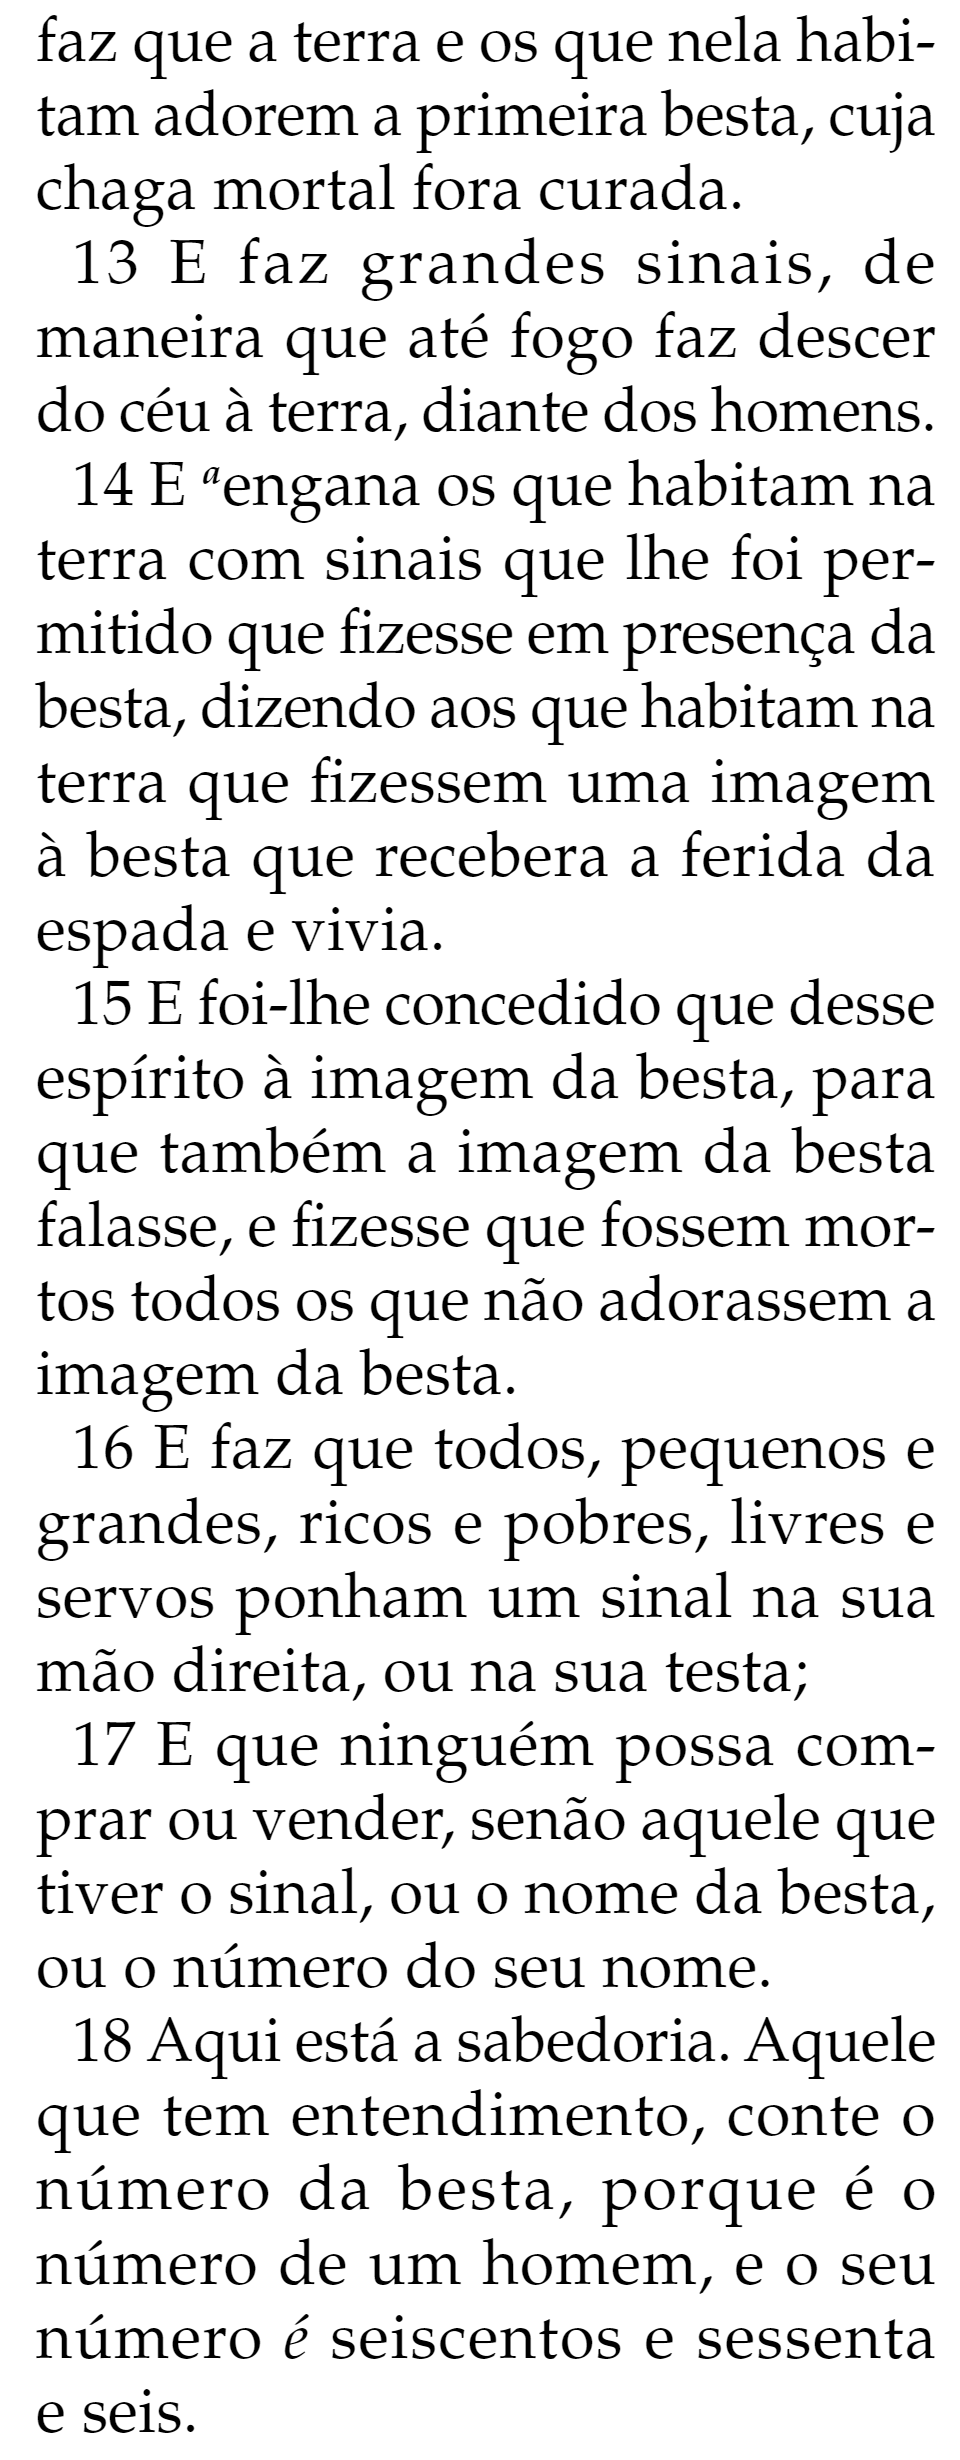 faz que a terra e os que nela habi-
tam adorem a primeira besta, cuja
chaga mortal fora curada.
13 E faz grandes sinais, de
maneira que até fogo faz descer
do céu à terra, diante dos homens.
14 E ᵃengana os que habitam na
terra com sinais que lhe foi per-
mitido que fizesse em presença da
besta, dizendo aos que habitam na
terra que fizessem uma imagem
à besta que recebera a ferida da
espada e vivia.
15 E foi-lhe concedido que desse
espírito à imagem da besta, para
que também a imagem da besta
falasse, e fizesse que fossem mor-
tos todos os que não adorassem a
imagem da besta.
16 E faz que todos, pequenos e
grandes, ricos e pobres, livres e
servos ponham um sinal na sua
mão direita, ou na sua testa;
17 E que ninguém possa com-
prar ou vender, senão aquele que
tiver o sinal, ou o nome da besta,
ou o número do seu nome.
18 Aqui está a sabedoria. Aquele
que tem entendimento, conte o
número da besta, porque é o
número de um homem, e o seu
número é seiscentos e sessenta
e seis.